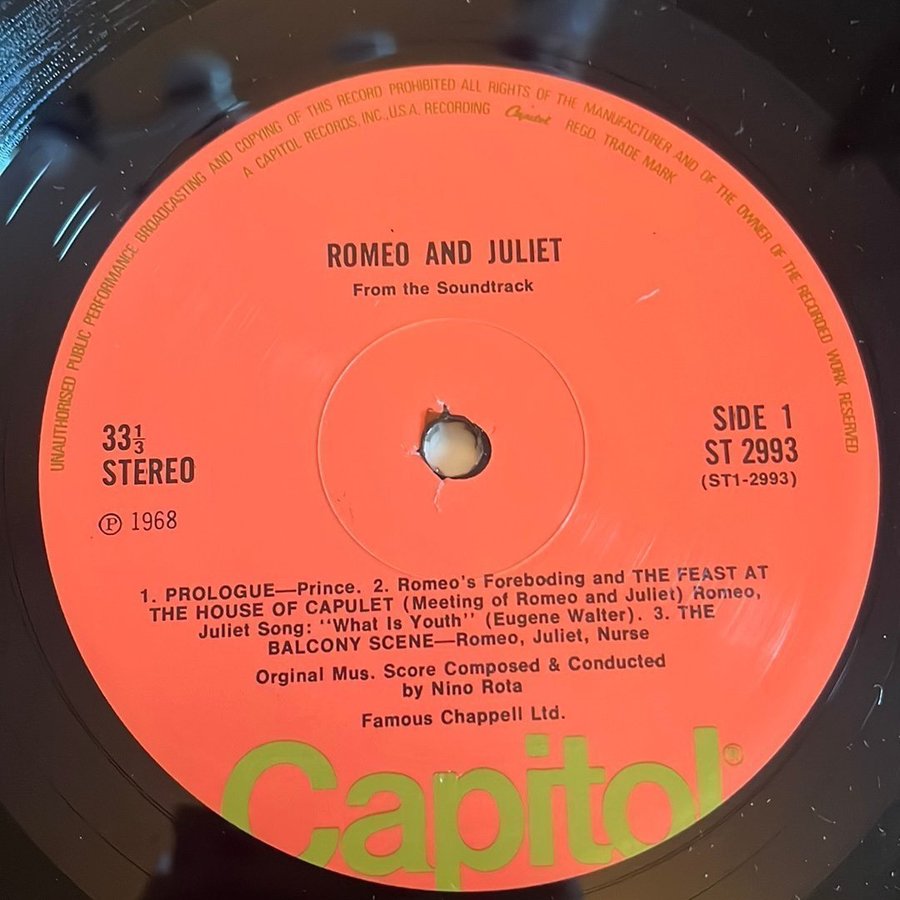 UNAUTHORISED PUBLIC PERFORMANCE BROADCASTING AND COPYING OF THIS RECORD PROHIBITED ALL RIGHTS OF THE MANUFACTURER AND OF THE OWNER OF THE RECORDED WORK RESERVED
A CAPITOL RECORDS, INC., U.S.A. RECORDING Capitol REGD. TRADE MARK
ROMEO AND JULIET
From the Soundtrack
33⅓
STEREO
℗ 1968
SIDE 1
ST 2993
(ST1-2993)
1. PROLOGUE—Prince. 2. Romeo's Foreboding and THE FEAST AT
THE HOUSE OF CAPULET (Meeting of Romeo and Juliet) Romeo,
Juliet Song: "What Is Youth" (Eugene Walter). 3. THE
BALCONY SCENE—Romeo, Juliet, Nurse
Orginal Mus. Score Composed & Conducted
by Nino Rota
Famous Chappell Ltd.
Capitol®